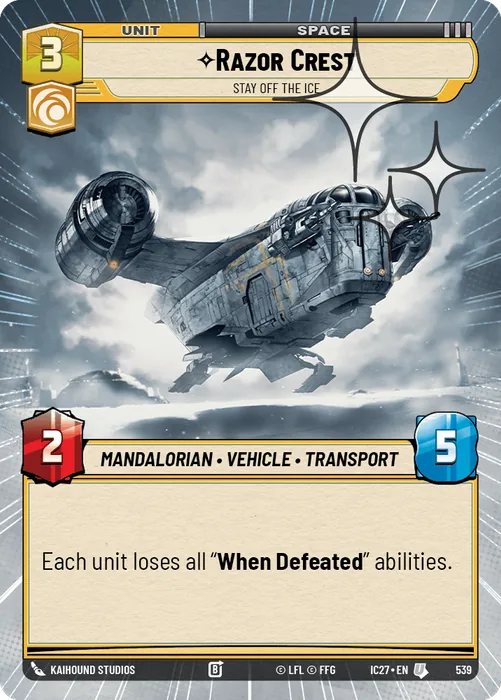 UNIT
SPACE
3
RAZOR CREST
STAY OFF THE ICE
2
MANDALORIAN • VEHICLE • TRANSPORT
5
Each unit loses all “When Defeated” abilities.
KAIHOUND STUDIOS
B
© LFL © FFG
IC27 • EN
U
539